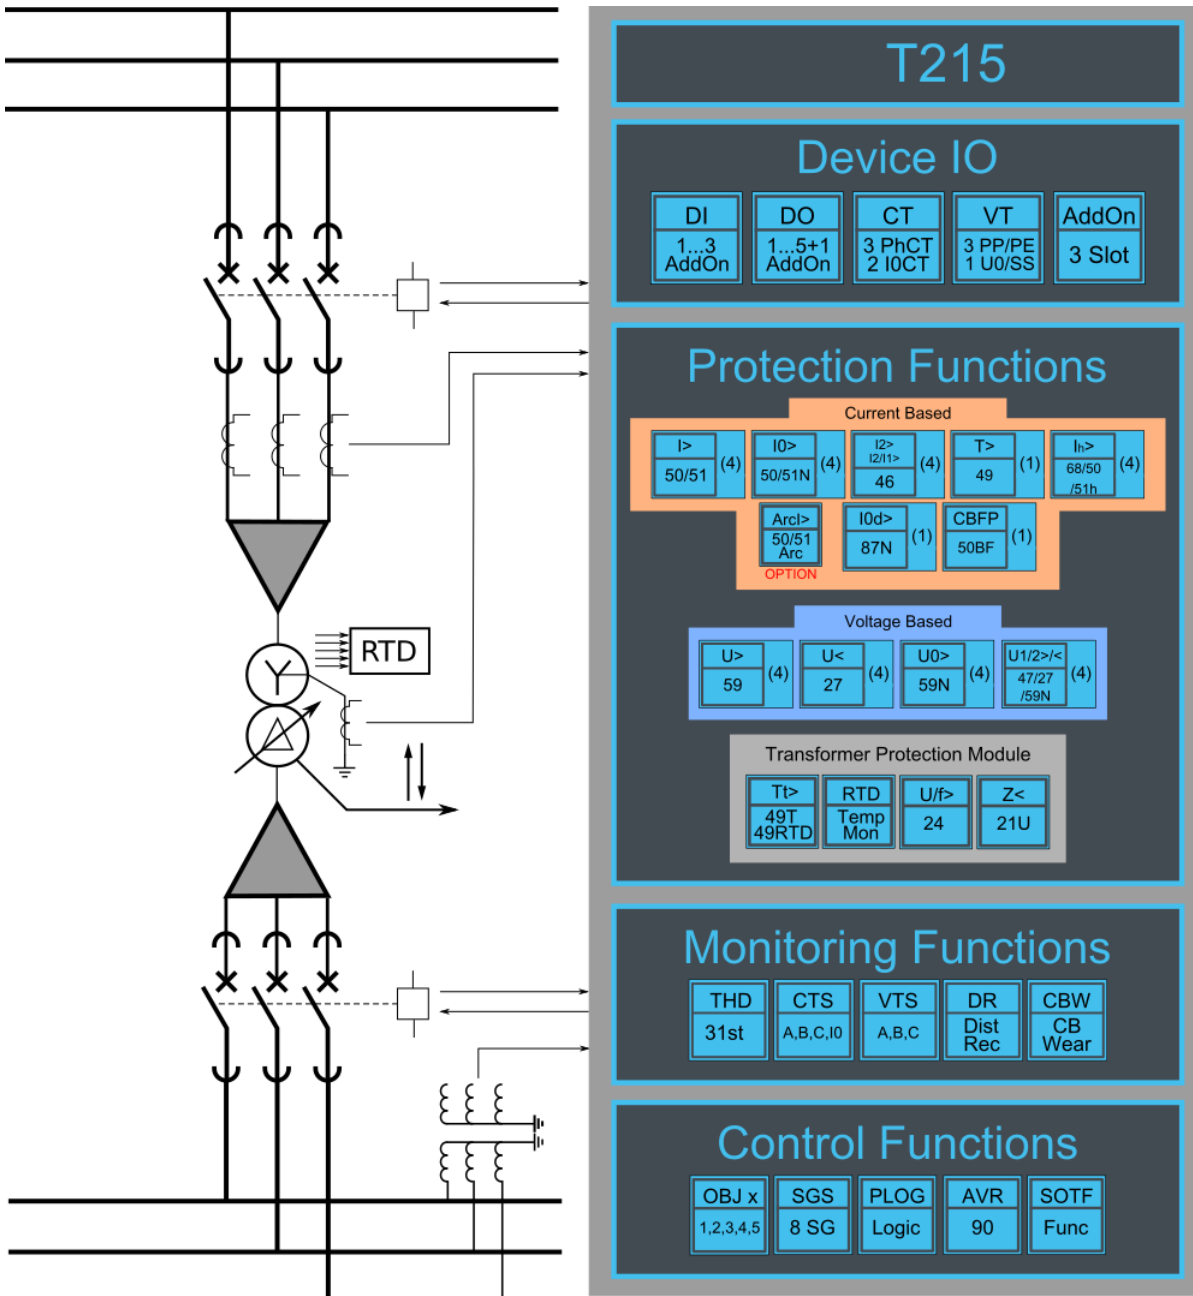 T215
Device IO
DI
DO
CT
VT
AddOn
1...3
AddOn
1...5+1
AddOn
3 PhCT
2 I0CT
3 PP/PE
1 U0/SS
3 Slot
Protection Functions
Current Based
I>
50/51
(4)
I0>
50/51N
(4)
I2>
I2/I1>
46
(4)
T>
49
(1)
Ih>
68/50
/51h
(4)
ArcI>
50/51
Arc
OPTION
I0d>
87N
(1)
CBFP
50BF
(1)
RTD
Voltage Based
U>
59
(4)
U<
27
(4)
U0>
59N
(4)
U1/2>/<
47/27
/59N
(4)
Transformer Protection Module
Tt>
49T
49RTD
RTD
Temp
Mon
U/f>
24
Z<
21U
Monitoring Functions
THD
31st
CTS
A,B,C,I0
VTS
A,B,C
DR
Dist
Rec
CBW
CB
Wear
Control Functions
OBJ x
1,2,3,4,5
SGS
8 SG
PLOG
Logic
AVR
90
SOTF
Func